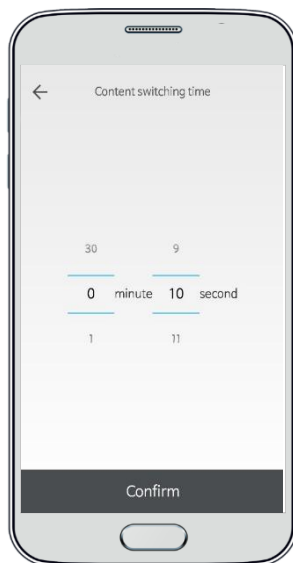 Content switching time
30 9
0 minute 10 second
1 11
Confirm